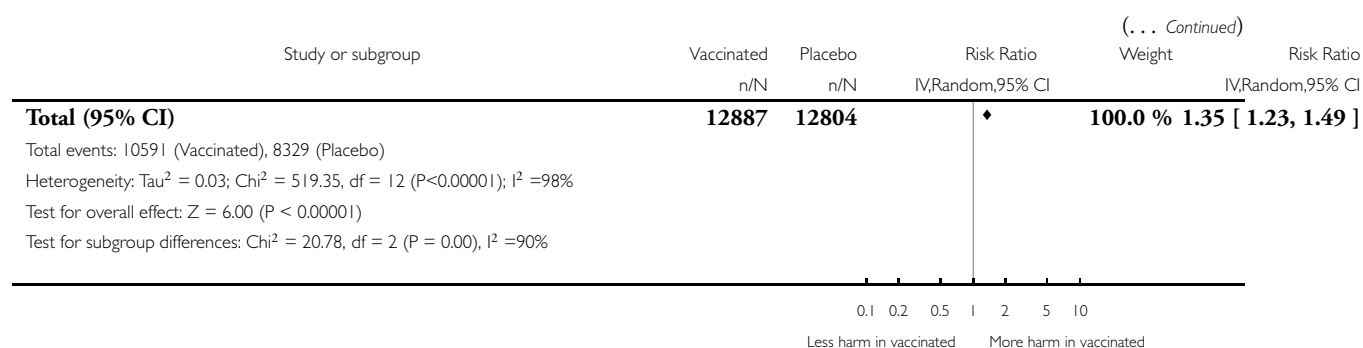 (. . . Continued)
Study or subgroup Vaccinated Placebo Risk Ratio Weight Risk Ratio
n/N n/N IV,Random,95% CI IV,Random,95% CI
Total (95% CI) 12887 12804 100.0 % 1.35 [ 1.23, 1.49 ]
Total events: 10591 (Vaccinated), 8329 (Placebo)
Heterogeneity: Tau² = 0.03; Chi² = 519.35, df = 12 (P<0.00001); I² =98%
Test for overall effect: Z = 6.00 (P < 0.00001)
Test for subgroup differences: Chi² = 20.78, df = 2 (P = 0.00), I² =90%
0.1 0.2 0.5 1 2 5 10
Less harm in vaccinated More harm in vaccinated